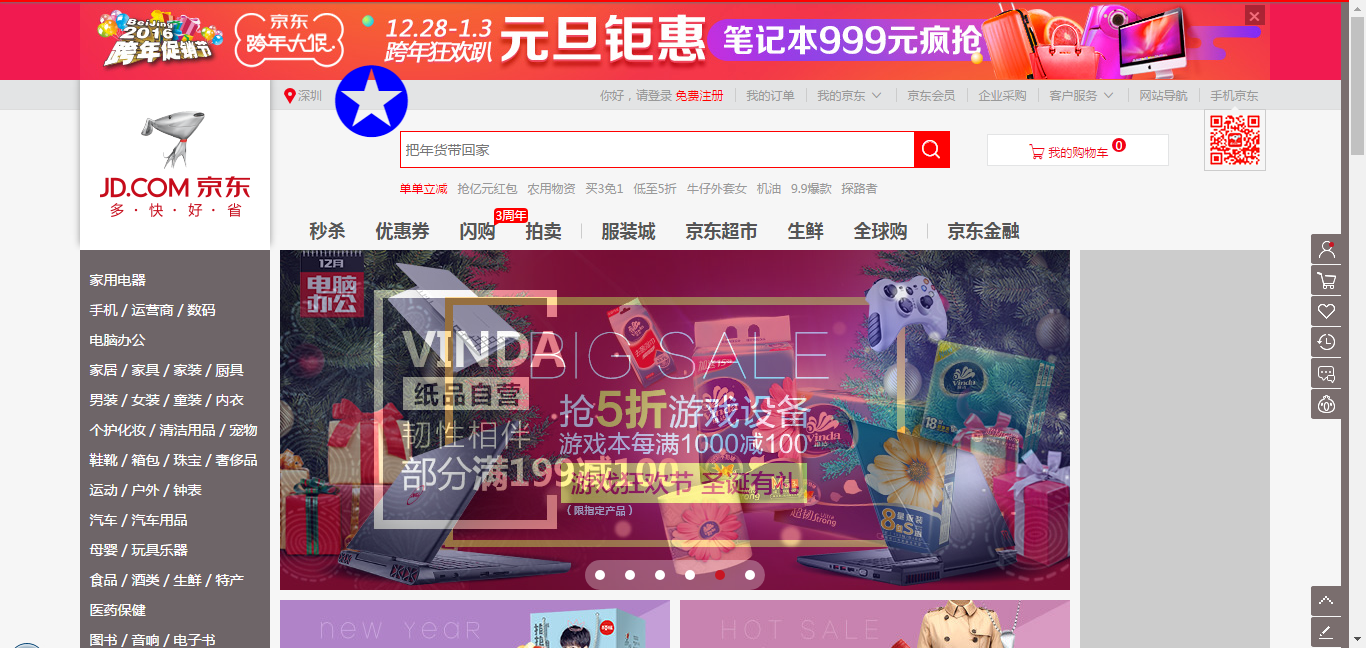 BeiJing
2016
跨年促销节
京东
跨年大促
12.28-1.3
跨年狂欢趴
元旦钜惠
笔记本999元疯抢
深圳
你好，请登录 免费注册
我的订单
我的京东
京东会员
企业采购
客户服务
网站导航
手机京东
JD.COM 京东
多·快·好·省
把年货带回家
我的购物车
0
单单立减 抢亿元红包 农用物资 买3免1 低至5折 牛仔外套女 机油 9.9爆款 探路者
3周年
秒杀 优惠券 闪购 拍卖 服装城 京东超市 生鲜 全球购 京东金融
家用电器
手机 / 运营商 / 数码
电脑办公
家居 / 家具 / 家装 / 厨具
男装 / 女装 / 童装 / 内衣
个护化妆 / 清洁用品 / 宠物
鞋靴 / 箱包 / 珠宝 / 奢侈品
运动 / 户外 / 钟表
汽车 / 汽车用品
母婴 / 玩具乐器
食品 / 酒类 / 生鲜 / 特产
医药保健
图书 / 音响 / 电子书
12月
电脑
办公
VINDA
BIG SALE
纸品自营
抢5折游戏设备
韧性相伴
游戏本每满1000减100
部分满199减100
游戏狂欢节 圣诞有礼
（限指定产品）
Vinda
Vinda
超韧
Strong
18
8
new YEAR
HOT SALE